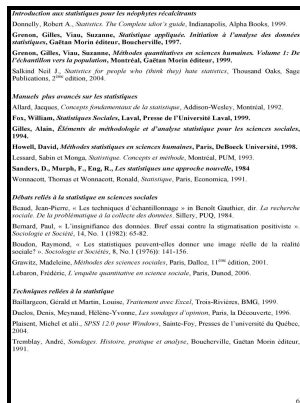 Introduction aux statistiques pour les néophytes récalcitrants
Donnelly, Robert A., Statistics. The Complete idiot's guide, Indianapolis, Alpha Books, 1999.
Grenon, Gilles, Viau, Suzanne, Statistique appliquée. Initiation à l'analyse des données
statistiques, Gaëtan Morin éditeur, Boucherville, 1997.
Grenon, Gilles, Viau, Suzanne, Méthodes quantitatives en sciences humaines. Volume 1: De
l'échantillon vers la population, Montréal, Gaëtan Morin éditeur, 1999.
Salkind Neil J., Statistics for people who (think they) hate statistics, Thousand Oaks, Sage
Publications, 2ème edition, 2004.
Manuels plus avancés sur les statistiques
Allard, Jacques, Concepts fondamentaux de la statistique, Addison-Wesley, Montréal, 1992.
Fox, William, Statistiques Sociales, Laval, Presse de l'Université Laval, 1999.
Gilles, Alain, Éléments de méthodologie et d'analyse statistique pour les sciences sociales,
1994.
Howell, David, Méthodes statistiques en sciences humaines, Paris, DeBoeck Université, 1998.
Lessard, Sabin et Monga, Statistique. Concepts et méthode, Montréal, PUM, 1993.
Sanders, D., Murph, F., Eng, R., Les statistiques une approche nouvelle, 1984
Wonnacott, Thomas et Wonnacott, Ronald, Statistique, Paris, Economica, 1991.
Débats reliés à la statistique en sciences sociales
Beaud, Jean-Pierre, « Les techniques d'échantillonnage » in Benoît Gauthier, dir. La recherche
sociale. De la problématique à la collecte des données. Sillery, PUQ, 1984.
Bernard, Paul, « L'insignifiance des données. Bref essai contre la stigmatisation positiviste ».
Sociologie et Société, 14, No. 1 (1982): 65-82.
Boudon, Raymond, « Les statistiques peuvent-elles donner une image réelle de la réalité
sociale? ». Sociologie et Sociétés, 8, No.1 (1976)): 141-156.
Grawitz, Madeleine, Méthodes des sciences sociales, Paris, Dalloz, 11ème édition, 2001.
Lebaron, Frédéric, L'enquête quantitative en science sociale, Paris, Dunod, 2006.
Techniques reliées à la statistique
Baillargeon, Gérald et Martin, Louise, Traitement avec Excel, Trois-Rivières, BMG, 1999.
Duclos, Denis, Meynaud, Hélène-Yvonne, Les sondages d'opinion, Paris, la Découverte, 1996.
Plaisent, Michel et alii., SPSS 12.0 pour Windows, Sainte-Foy, Presses de l'université du Québec,
2004.
Tremblay, André, Sondages. Histoire, pratique et analyse, Boucherville, Gaëtan Morin éditeur,
1991.
6